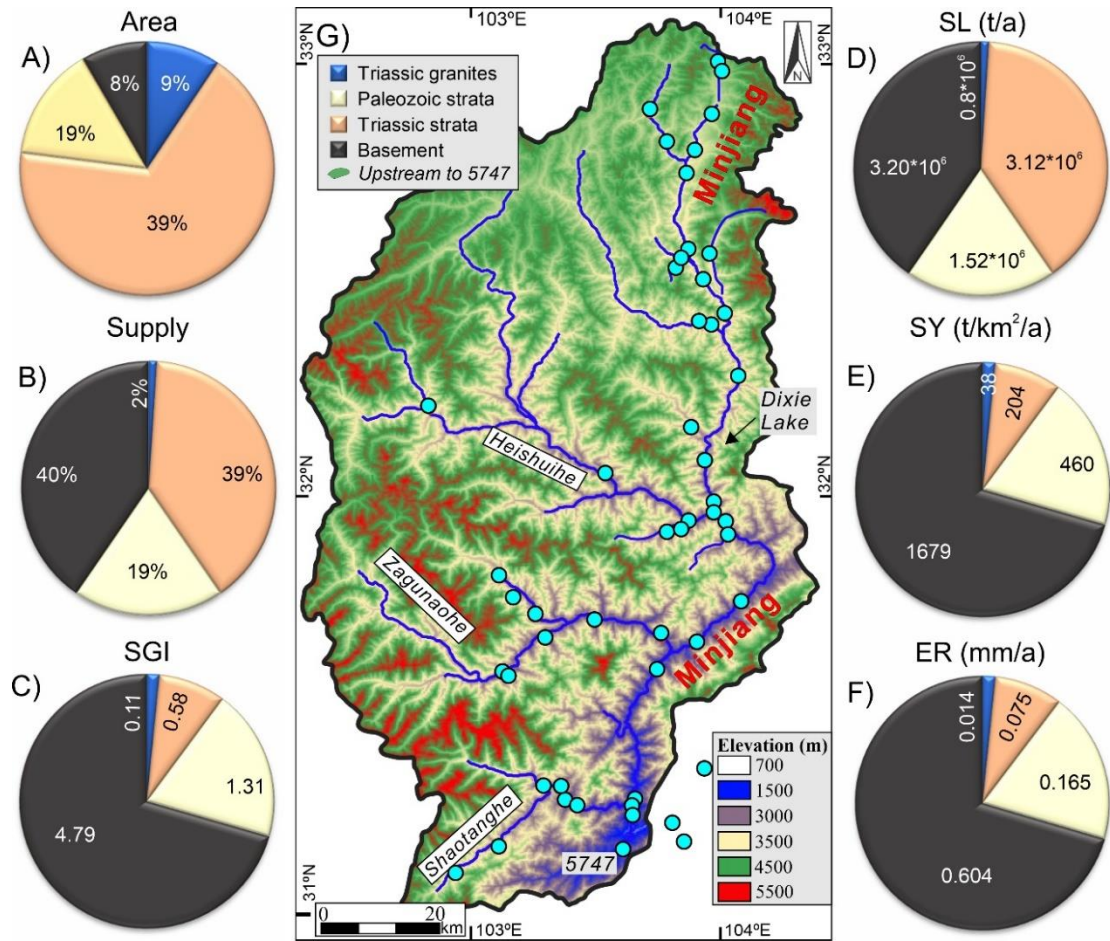 Area
A)
8%
9%
19%
39%
Supply
B)
2%
40%
39%
19%
SGI
C)
0.11
0.58
1.31
4.79
G)
103ºE
104ºE
33ºN
33ºN
N
Triassic granites
Paleozoic strata
Triassic strata
Basement
Upstream to 5747
Minjiang
Dixie
Lake
Heishuihe
32ºN
32ºN
Zagunaohe
Minjiang
Shaotanghe
5747
Elevation (m)
700
1500
3000
3500
4500
5500
31ºN
31ºN
0 20
km
103ºE
104ºE
SL (t/a)
D)
0.8*10⁶
3.20*10⁶
3.12*10⁶
1.52*10⁶
SY (t/km²/a)
E)
38
204
460
1679
ER (mm/a)
F)
0.014
0.075
0.165
0.604